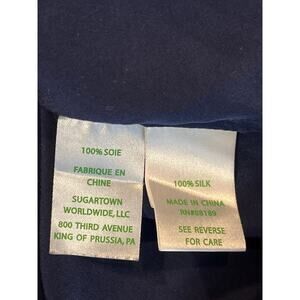 100% SOIE
FABRIQUE EN
CHINE
SUGARTOWN
WORLDWIDE, LLC
800 THIRD AVENUE
KING OF PRUSSIA, PA
100% SILK
MADE IN CHINA
RN#88189
SEE REVERSE
FOR CARE